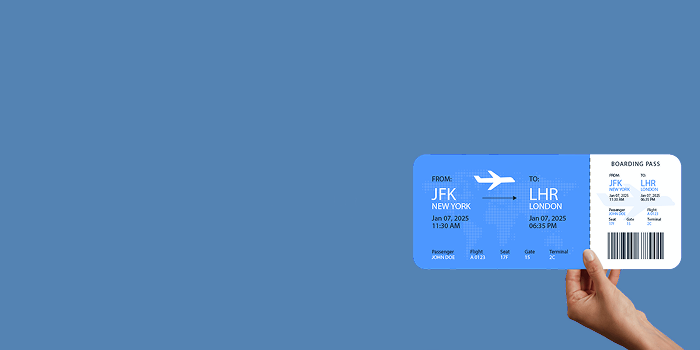 FROM:
TO:
JFK
LHR
NEW YORK
LONDON
Jan 07, 2025
Jan 07, 2025
11:30 AM
06:35 PM
Passenger Flight Seat Gate Terminal
JOHN DOE A 0123 17F 15 2C
BOARDING PASS
FROM: TO:
JFK LHR
NEW YORK LONDON
Jan 07, 2025 Jan 07, 2025
11:30 AM 06:35 PM
Passenger Flight
JOHN DOE A 0123
Seat Gate Terminal
17F 15 2C